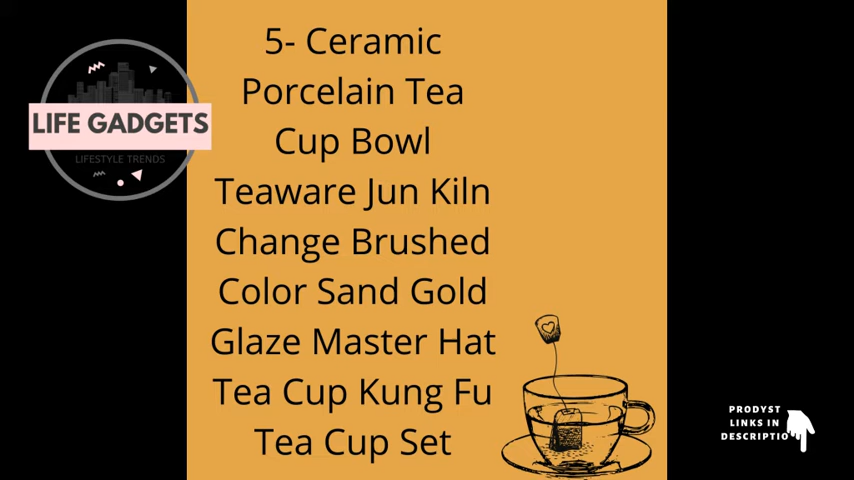 5- Ceramic
Porcelain Tea
Cup Bowl
Teaware Jun Kiln
Change Brushed
Color Sand Gold
Glaze Master Hat
Tea Cup Kung Fu
Tea Cup Set
LIFE GADGETS
LIFESTYLE TRENDS
PRODYST
LINKS IN
DESCRIPTIO